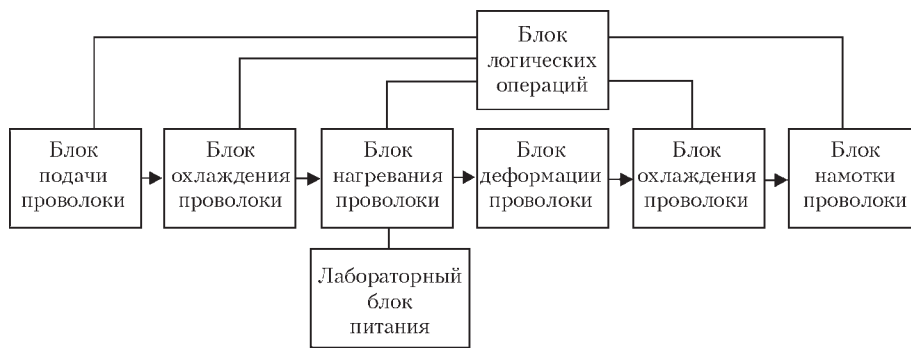 Блок
логических
операций
Блок
подачи
проволоки
Блок
охлаждения
проволоки
Блок
нагревания
проволоки
Блок
деформации
проволоки
Блок
охлаждения
проволоки
Блок
намотки
проволоки
Лабораторный
блок
питания